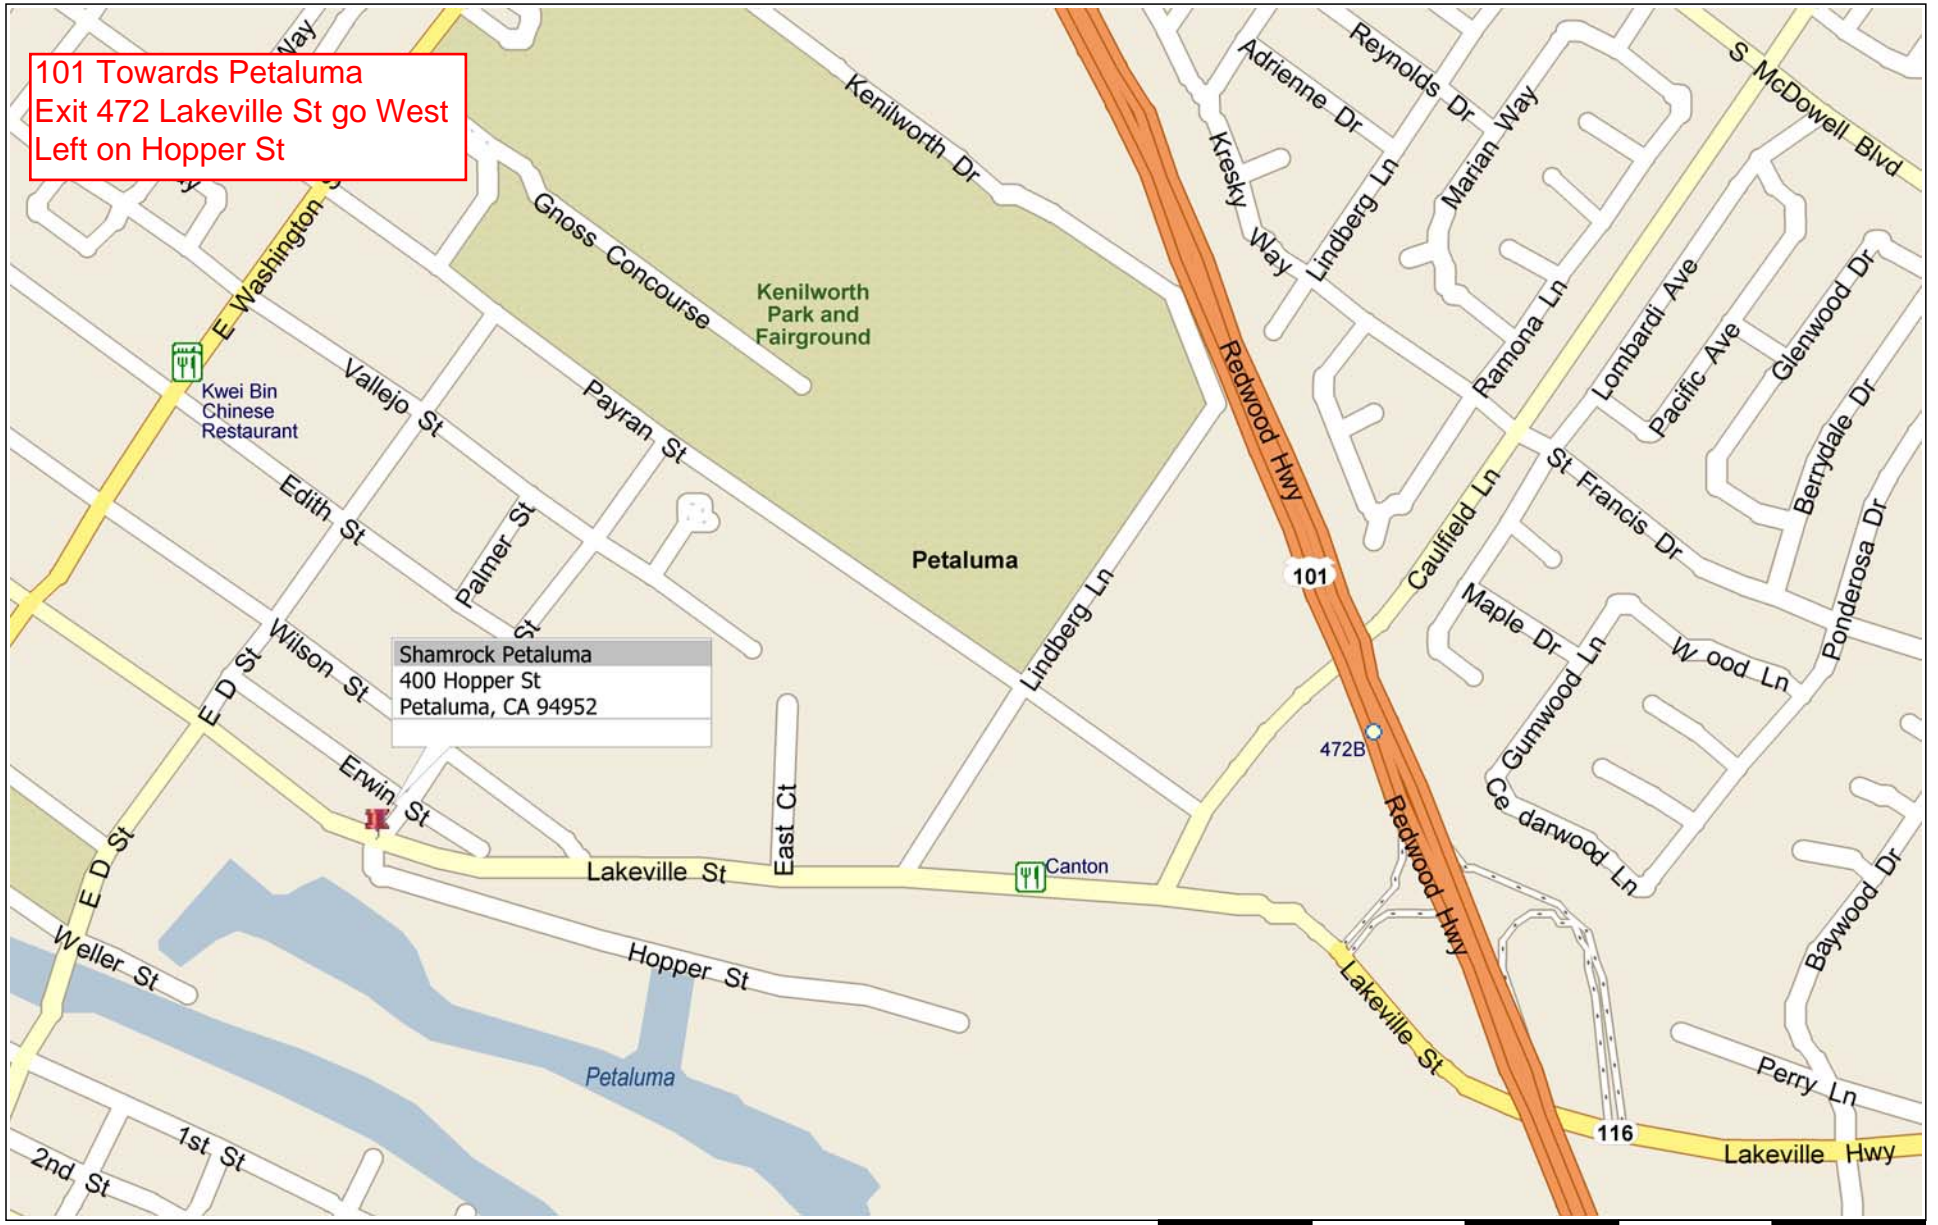 Way
101 Towards Petaluma
Exit 472 Lakeville St go West
Left on Hopper St
E Washington
Kenilworth Dr
Gnoss Concourse
Kenilworth
Park and
Fairground
Adrienne Dr
Reynolds Dr
Marian Way
S McDowell Blvd
Kresky
Way
Lindberg Ln
Ramona Ln
Lombardi Ave
Pacific Ave
Glenwood Dr
Berrydale Dr
Ponderosa Dr
Kwei Bin
Chinese
Restaurant
Vallejo St
Payran St
Edith St
Palmer St
St
Petaluma
Redwood Hwy
101
Caulfield Ln
St Francis Dr
Maple Dr
Gumwood Ln
W ood Ln
Ce darwood Ln
Lindberg Ln
Wilson St
E D St
Shamrock Petaluma
400 Hopper St
Petaluma, CA 94952
472B
Redwood Hwy
Erwin St
East Ct
Lakeville St
Canton
E D St
Weller St
Hopper St
Petaluma
Lakeville St
Baywood Dr
Perry Ln
116
Lakeville Hwy
1st St
2nd St